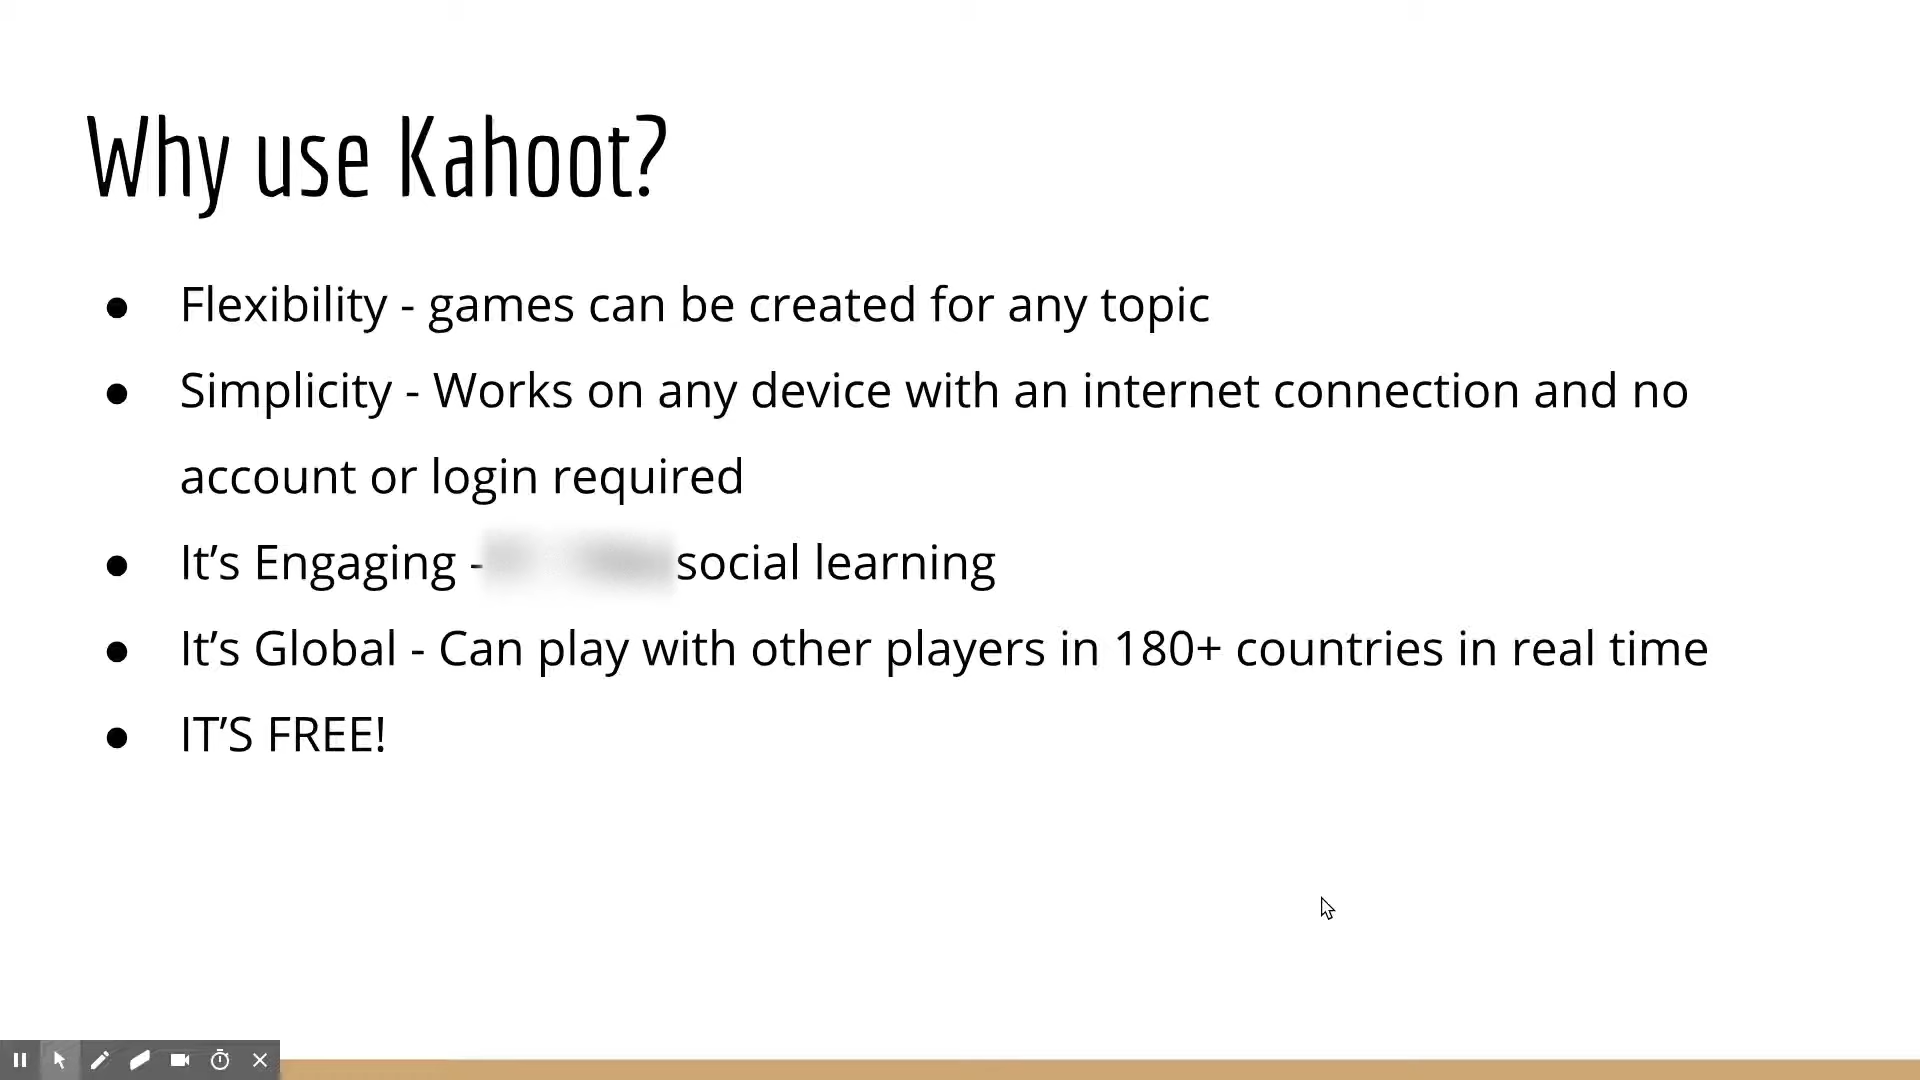 Why use Kahoot?
● Flexibility - games can be created for any topic
● Simplicity - Works on any device with an internet connection and no
account or login required
● It’s Engaging - social learning
● It’s Global - Can play with other players in 180+ countries in real time
● IT’S FREE!